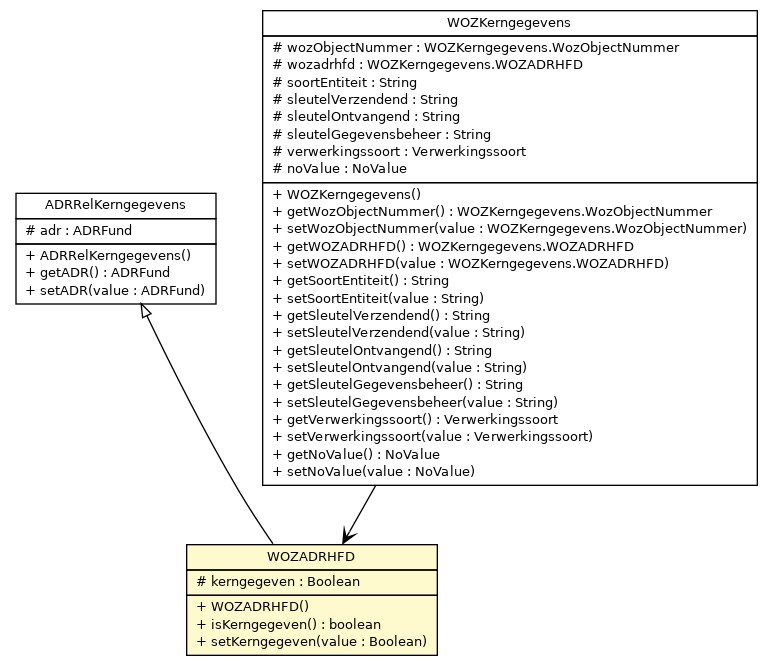 WOZKerngegevens
# wozObjectNummer : WOZKerngegevens.WozObjectNummer
# wozadrhfd : WOZKerngegevens.WOZADRHFD
# soortEntiteit : String
# sleutelVerzendend : String
# sleutelOntvangend : String
# sleutelGegevensbeheer : String
# verwerkingssoort : Verwerkingssoort
# noValue : NoValue
+ WOZKerngegevens()
+ getWozObjectNummer() : WOZKerngegevens.WozObjectNummer
+ setWozObjectNummer(value : WOZKerngegevens.WozObjectNummer)
+ getWOZADRHFD() : WOZKerngegevens.WOZADRHFD
+ setWOZADRHFD(value : WOZKerngegevens.WOZADRHFD)
+ getSoortEntiteit() : String
+ setSoortEntiteit(value : String)
+ getSleutelVerzendend() : String
+ setSleutelVerzendend(value : String)
+ getSleutelOntvangend() : String
+ setSleutelOntvangend(value : String)
+ getSleutelGegevensbeheer() : String
+ setSleutelGegevensbeheer(value : String)
+ getVerwerkingssoort() : Verwerkingssoort
+ setVerwerkingssoort(value : Verwerkingssoort)
+ getNoValue() : NoValue
+ setNoValue(value : NoValue)
ADRRelKerngegevens
# adr : ADRFund
+ ADRRelKerngegevens()
+ getADR() : ADRFund
+ setADR(value : ADRFund)
WOZADRHFD
# kerngegeven : Boolean
+ WOZADRHFD()
+ isKerngegeven() : boolean
+ setKerngegeven(value : Boolean)